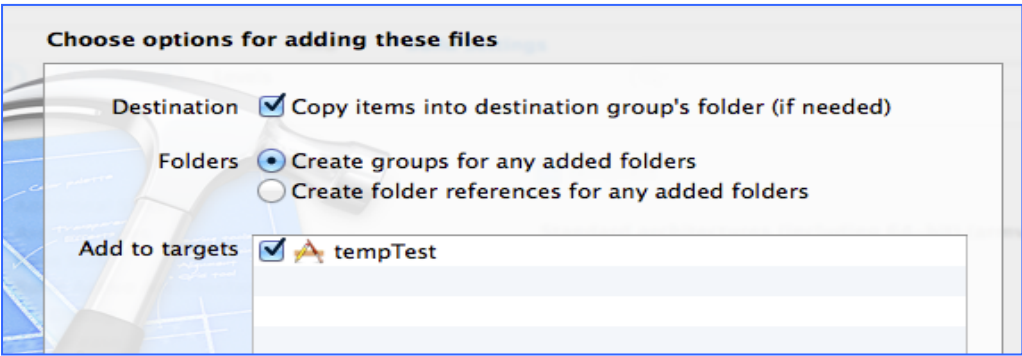 Choose options for adding these files
Destination Copy items into destination group's folder (if needed)
Folders Create groups for any added folders
Create folder references for any added folders
Add to targets tempTest